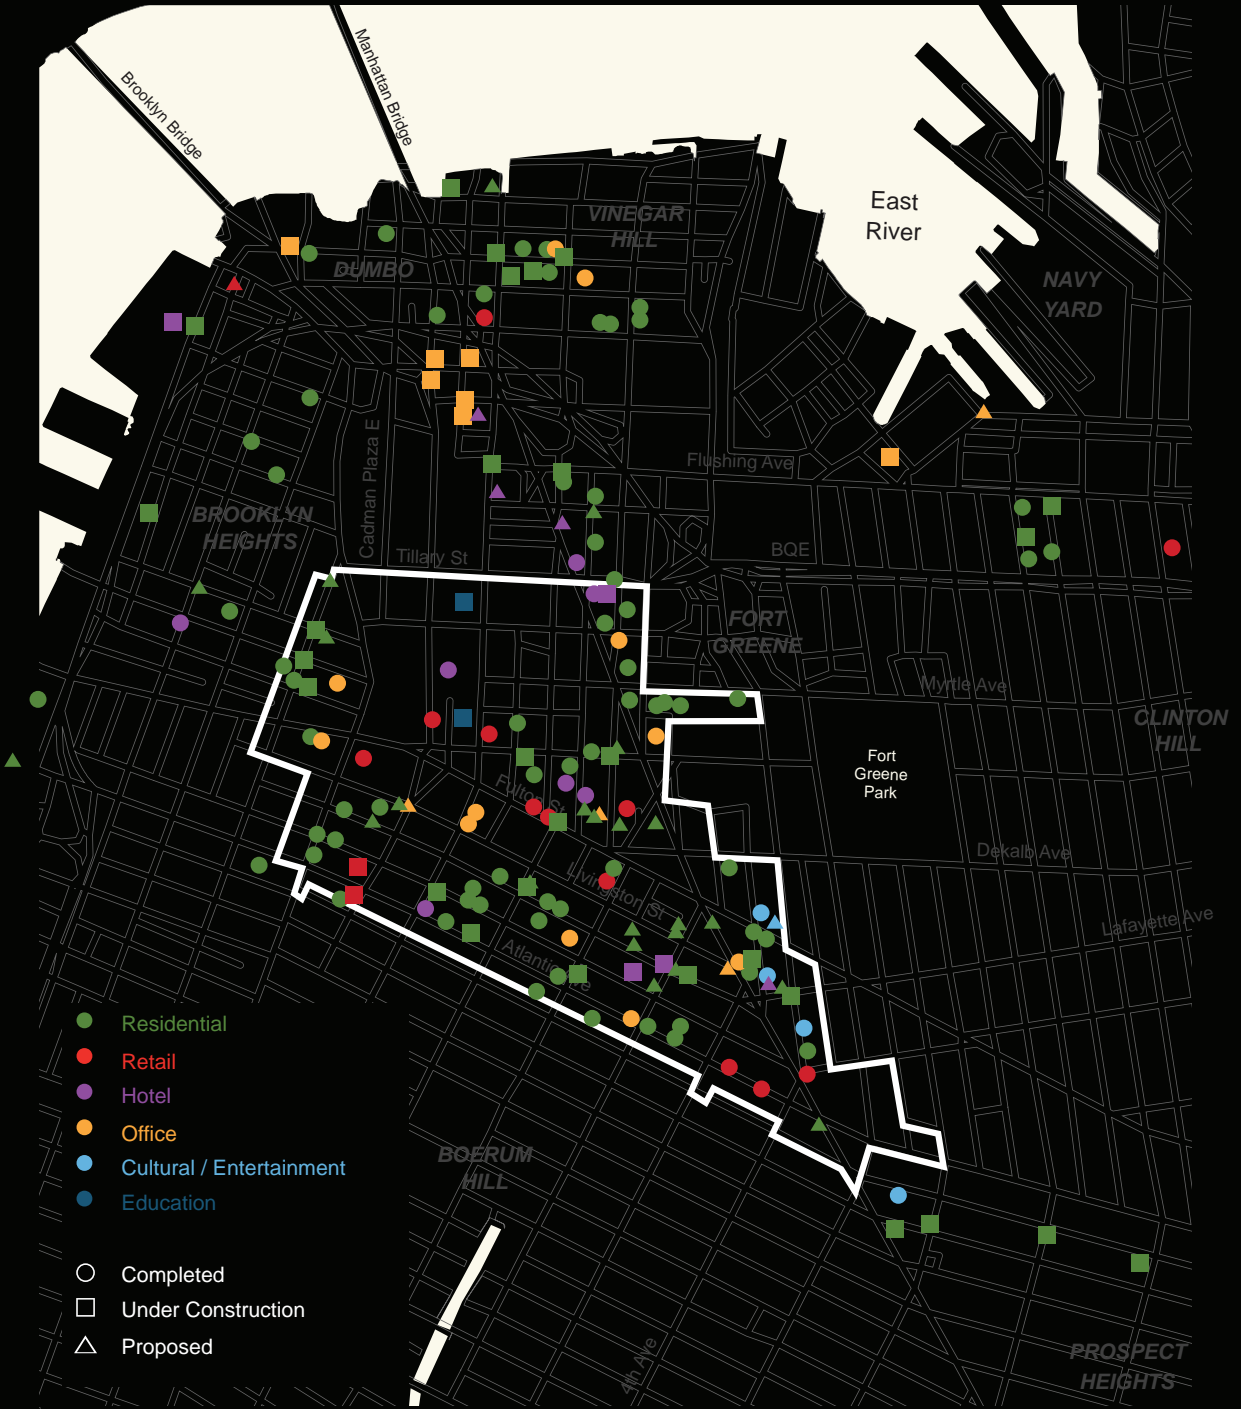 Manhattan Bridge
Brooklyn Bridge
East
River
VINEGAR
HILL
DUMBO
NAVY
YARD
Cadman Plaza E
Flushing Ave
BROOKLYN
HEIGHTS
Tillary St
BQE
FORT
GREENE
Myrtle Ave
CLINTON
HILL
Fort
Greene
Park
Fulton St
Dekalb Ave
Livingston St
Lafayette Ave
Atlantic Ave
Residential
Retail
Hotel
Office
Cultural / Entertainment
Education
Completed
Under Construction
Proposed
BOERUM
HILL
4th Ave
PROSPECT
HEIGHTS